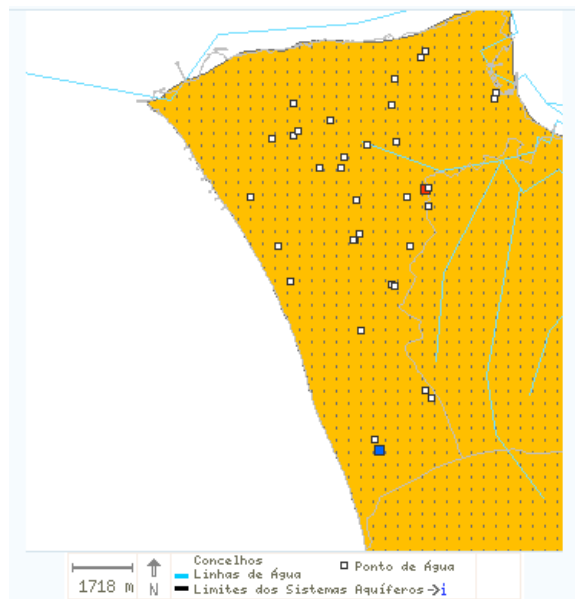 Concelhos
Linhas de Água
Limites dos Sistemas Aquíferos→i
Ponto de Água
1718 m
N